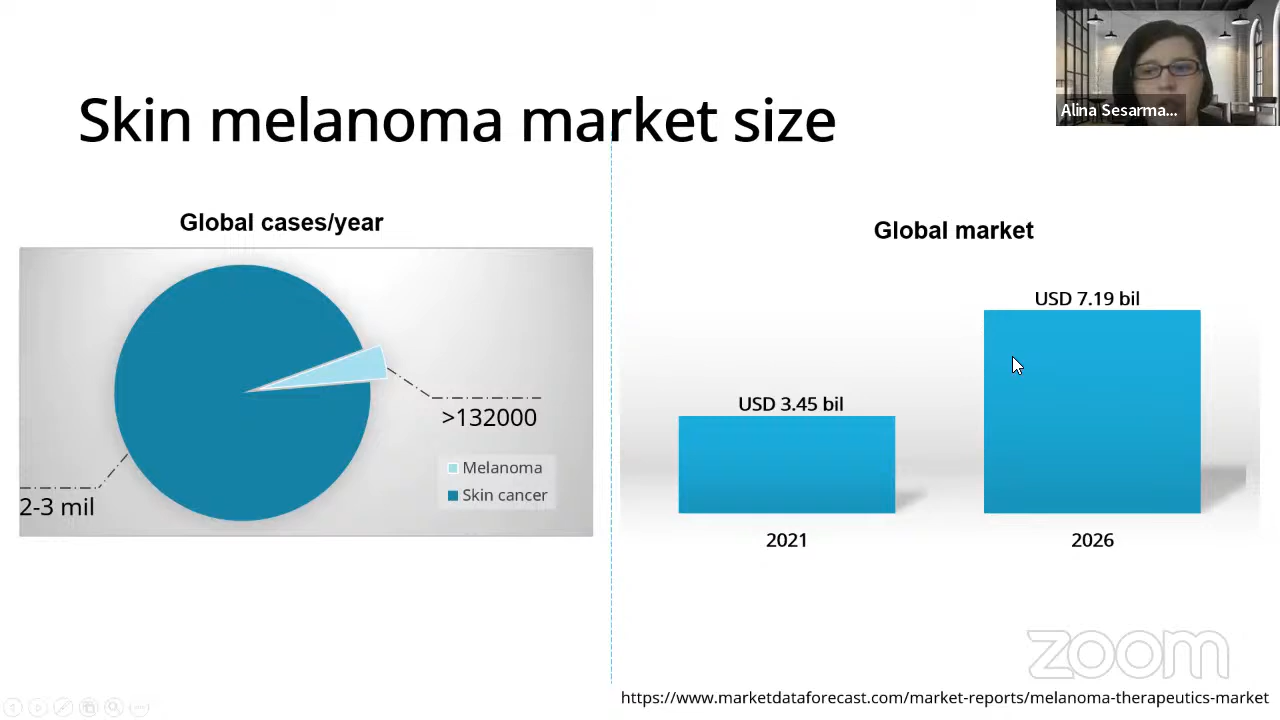 Alina Sesarma...
Skin melanoma market size
Global cases/year
>132000
Melanoma
Skin cancer
2-3 mil
Global market
USD 7.19 bil
USD 3.45 bil
2021
2026
zoom
https://www.marketdataforecast.com/market-reports/melanoma-therapeutics-market